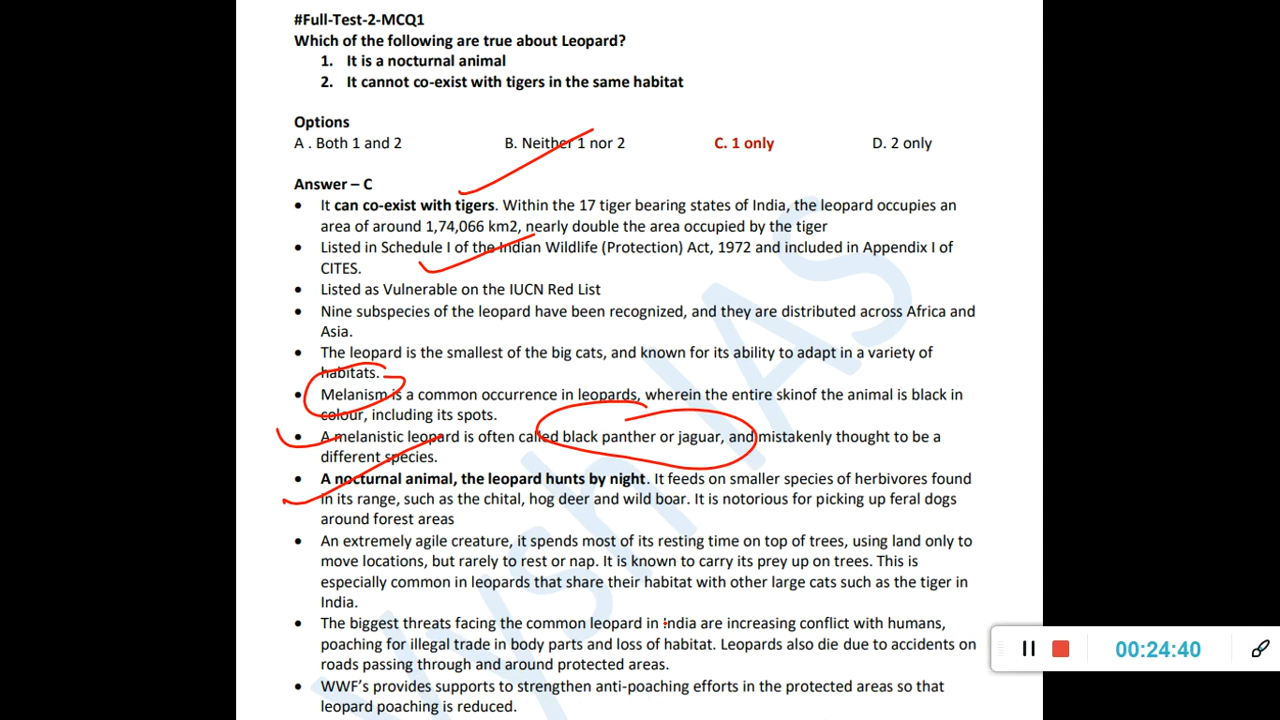 #Full-Test-2-MCQ1
Which of the following are true about Leopard?
1. It is a nocturnal animal
2. It cannot co-exist with tigers in the same habitat
Options
A . Both 1 and 2 B. Neither 1 nor 2 C. 1 only D. 2 only
Answer – C
• It can co-exist with tigers. Within the 17 tiger bearing states of India, the leopard occupies an
area of around 1,74,066 km2, nearly double the area occupied by the tiger
• Listed in Schedule I of the Indian Wildlife (Protection) Act, 1972 and included in Appendix I of
CITES.
• Listed as Vulnerable on the IUCN Red List
• Nine subspecies of the leopard have been recognized, and they are distributed across Africa and
Asia.
• The leopard is the smallest of the big cats, and known for its ability to adapt in a variety of
habitats.
• Melanism is a common occurrence in leopards, wherein the entire skinof the animal is black in
colour, including its spots.
• A melanistic leopard is often called black panther or jaguar, and mistakenly thought to be a
different species.
• A nocturnal animal, the leopard hunts by night. It feeds on smaller species of herbivores found
in its range, such as the chital, hog deer and wild boar. It is notorious for picking up feral dogs
around forest areas
• An extremely agile creature, it spends most of its resting time on top of trees, using land only to
move locations, but rarely to rest or nap. It is known to carry its prey up on trees. This is
especially common in leopards that share their habitat with other large cats such as the tiger in
India.
• The biggest threats facing the common leopard in India are increasing conflict with humans,
poaching for illegal trade in body parts and loss of habitat. Leopards also die due to accidents on
roads passing through and around protected areas.
• WWF's provides supports to strengthen anti-poaching efforts in the protected areas so that
leopard poaching is reduced.
Vysh IAS
00:24:40